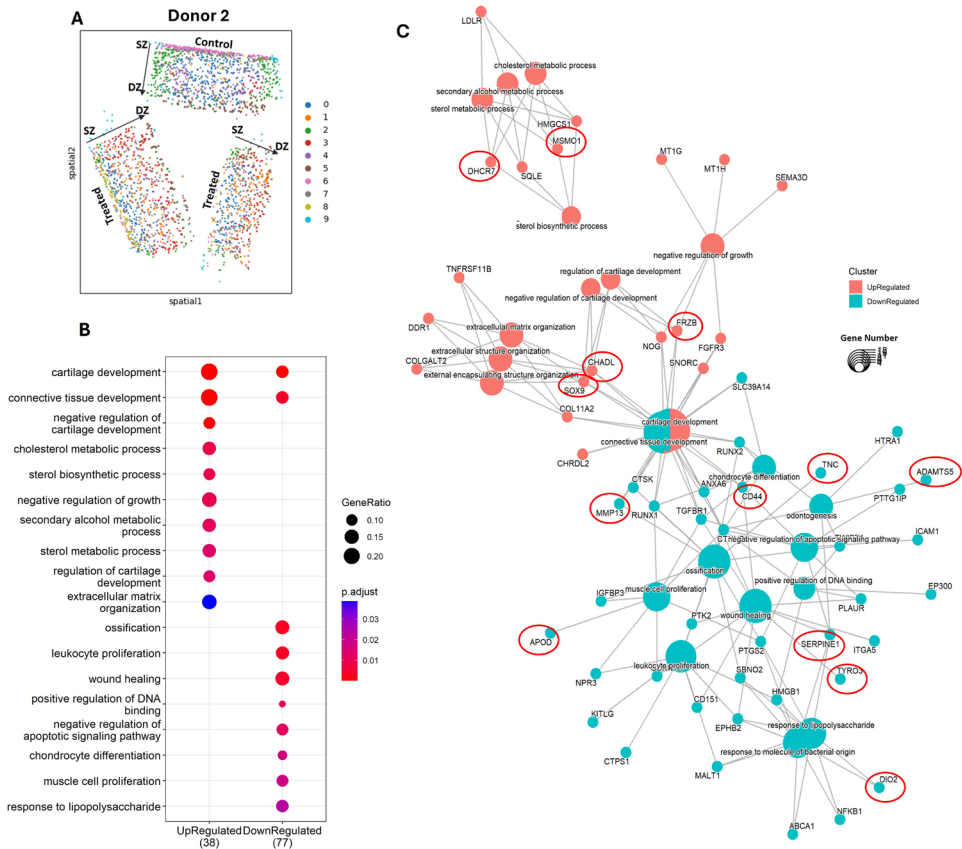 A
Donor 2
SZ
Control
DZ
DZ
SZ
SZ
DZ
Treated
Treated
spatial2
spatial1
0
1
2
3
4
5
6
7
8
9
B
cartilage development
connective tissue development
negative regulation of
cartilage development
cholesterol metabolic process
sterol biosynthetic process
negative regulation of growth
secondary alcohol metabolic
process
sterol metabolic process
regulation of cartilage
development
extracellular matrix
organization
ossification
leukocyte proliferation
wound healing
positive regulation of DNA
binding
negative regulation of
apoptotic signaling pathway
chondrocyte differentiation
muscle cell proliferation
response to lipopolysaccharide
UpRegulated
(38)
DownRegulated
(77)
GeneRatio
0.10
0.15
0.20
p.adjust
0.03
0.02
0.01
C
LDLR
cholesterol metabolic process
secondary alcohol metabolic process
sterol metabolic process
HMGCS1
MSMO1
DHCR7
SQLE
sterol biosynthetic process
MT1G
MT1H
SEMA3D
negative regulation of growth
TNFRSF11B
regulation of cartilage development
negative regulation of cartilage development
DDR1
extracellular matrix organization
FRZB
NOG
FGFR3
extracellular structure organization
COLGALT2
CHADL
SNORC
external encapsulating structure organization
SOX9
SLC39A14
COL11A2
cartilage development
connective tissue development
CHRDL2
RUNX2
HTRA1
chondrocyte differentiation
TNC
ADAMTS5
CTSK
ANXA6
CD44
PTTG1IP
MMP13
RUNX1
TGFBR1
odontogenesis
ICAM1
negative regulation of apoptotic signaling pathway
ossification
muscle cell proliferation
positive regulation of DNA binding
EP300
IGFBP3
PLAUR
wound healing
PTK2
APOD
SERPINE1
ITGA5
PTGS2
leukocyte proliferation
SBNO2
TYRO3
NPR3
HMGB1
CD151
KITLG
EPHB2
response to lipopolysaccharide
response to molecule of bacterial origin
CTPS1
MALT1
DIO2
NFKB1
ABCA1
Cluster
UpRegulated
DownRegulated
Gene Number